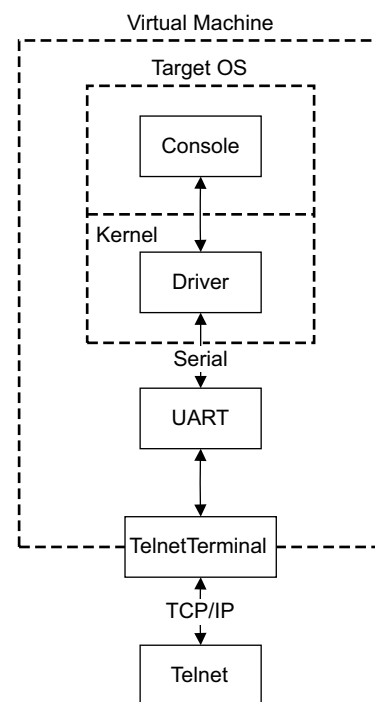 Virtual Machine
Target OS
Console
Kernel
Driver
Serial
UART
TelnetTerminal
TCP/IP
Telnet